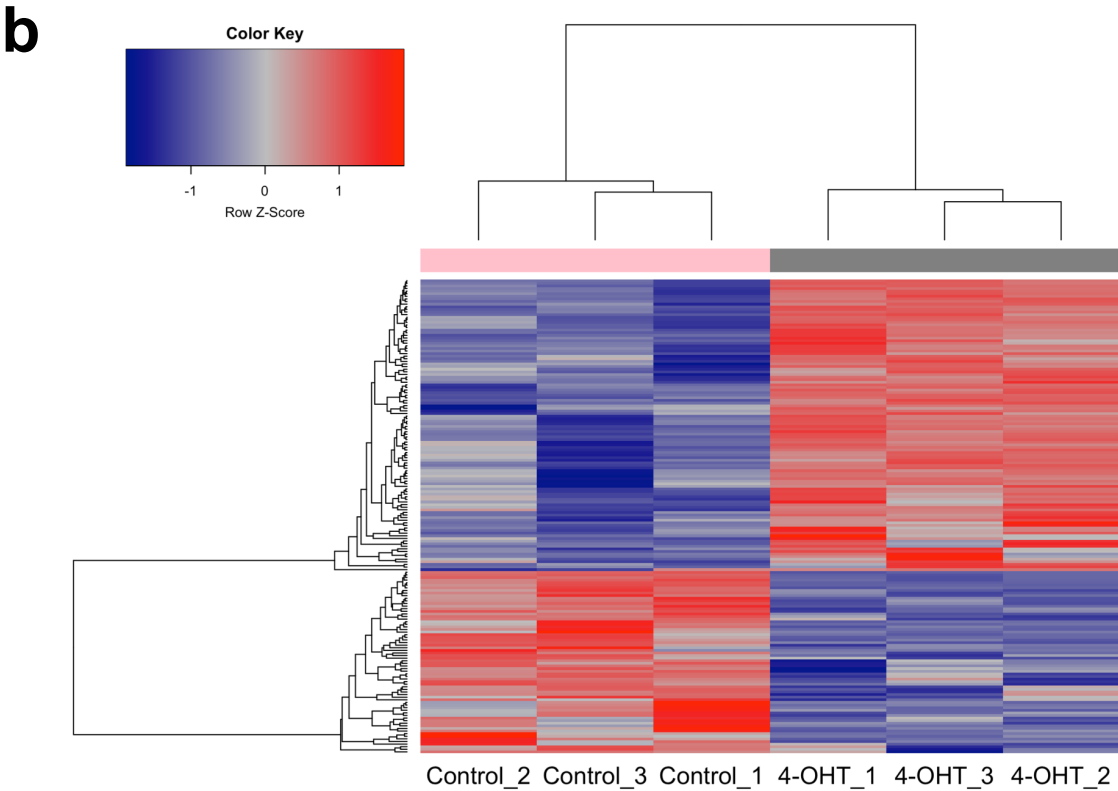 b
Color Key
-1 0 1
Row Z-Score
Control_2 Control_3 Control_1 4-OHT_1 4-OHT_3 4-OHT_2